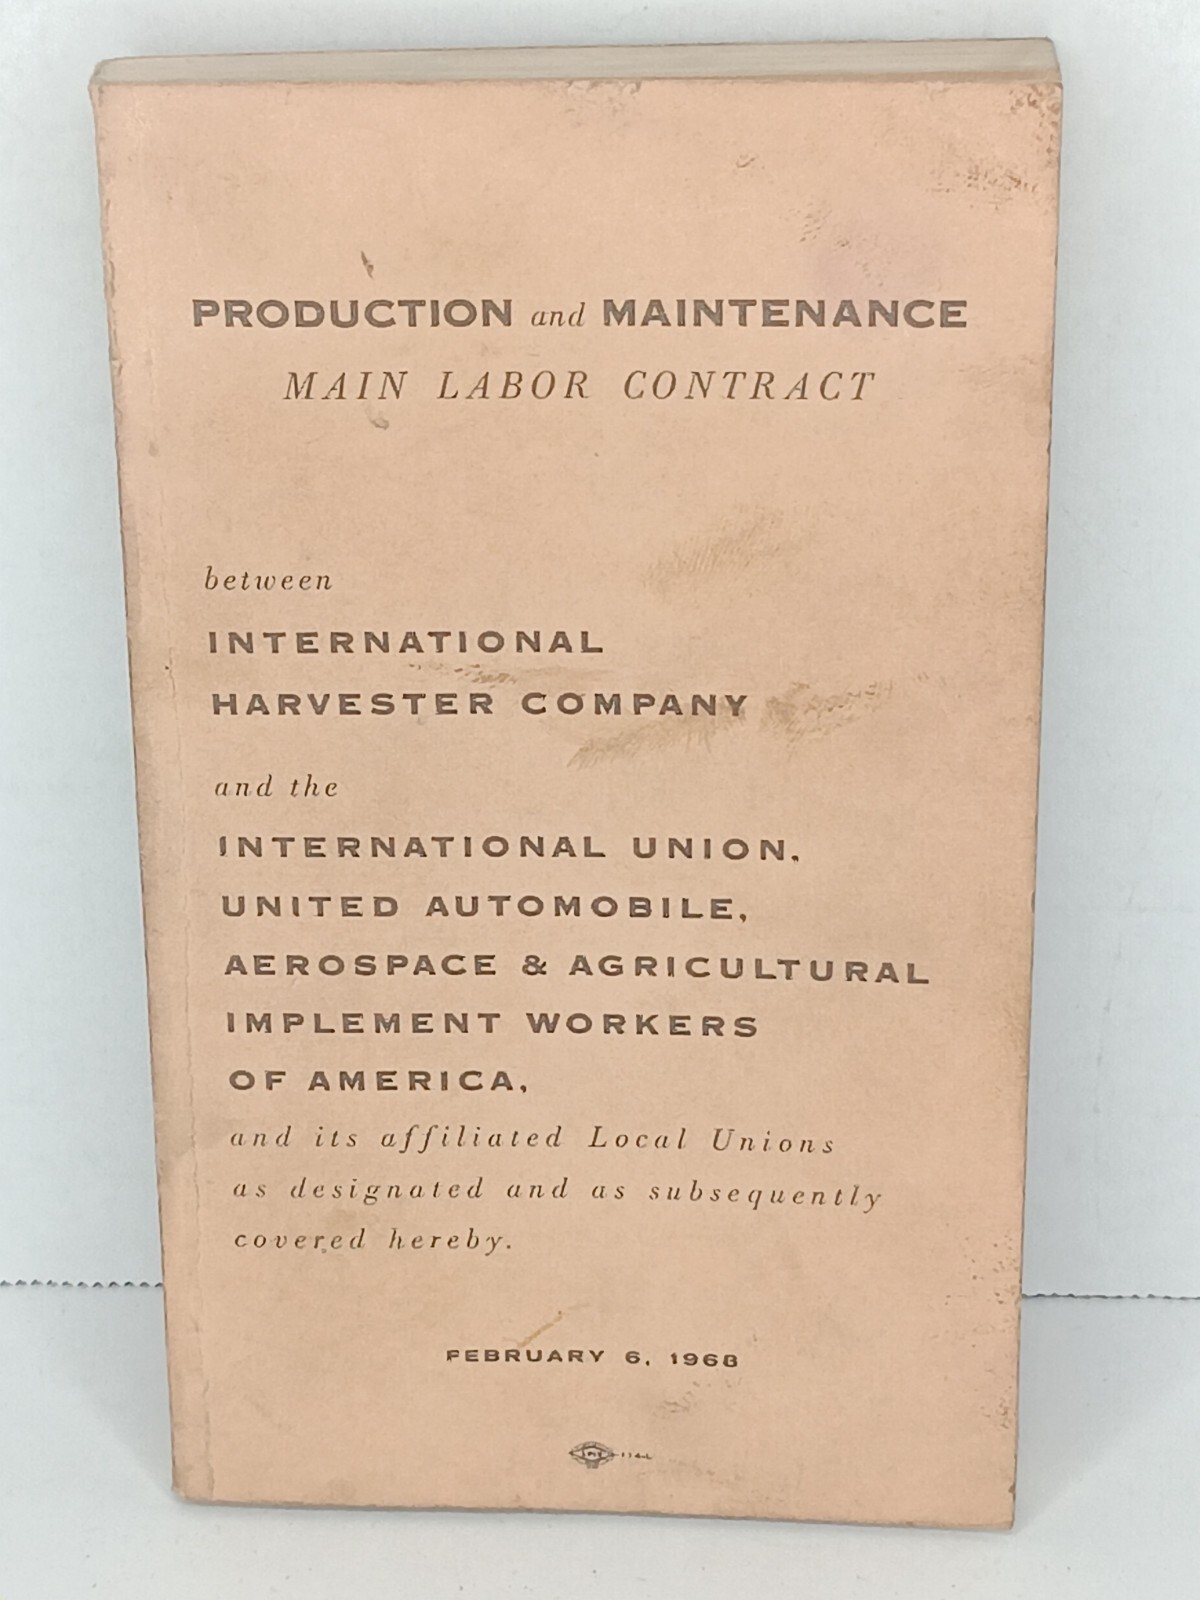 PRODUCTION and MAINTENANCE
MAIN LABOR CONTRACT
between
INTERNATIONAL
HARVESTER COMPANY
and the
INTERNATIONAL UNION,
UNITED AUTOMOBILE,
AEROSPACE & AGRICULTURAL
IMPLEMENT WORKERS
OF AMERICA,
and its affiliated Local Unions
as designated and as subsequently
covered hereby.
FEBRUARY 6, 1968